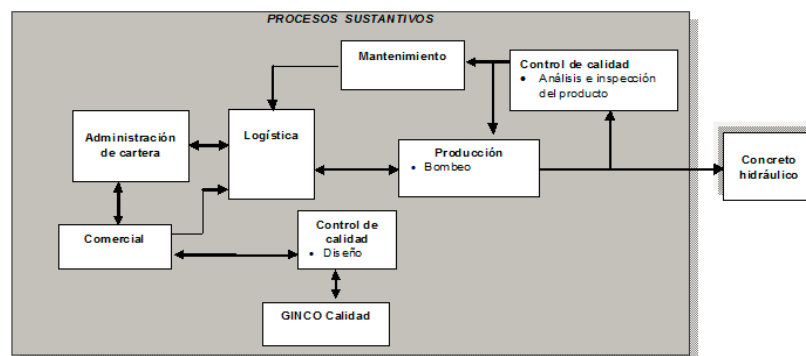 PROCESOS SUSTANTIVOS
Mantenimiento
Control de calidad
• Análisis e inspección
del producto
Administración
de cartera
Logística
Producción
• Bombeo
Concreto
hidráulico
Comercial
Control de
calidad
• Diseño
GINCO Calidad